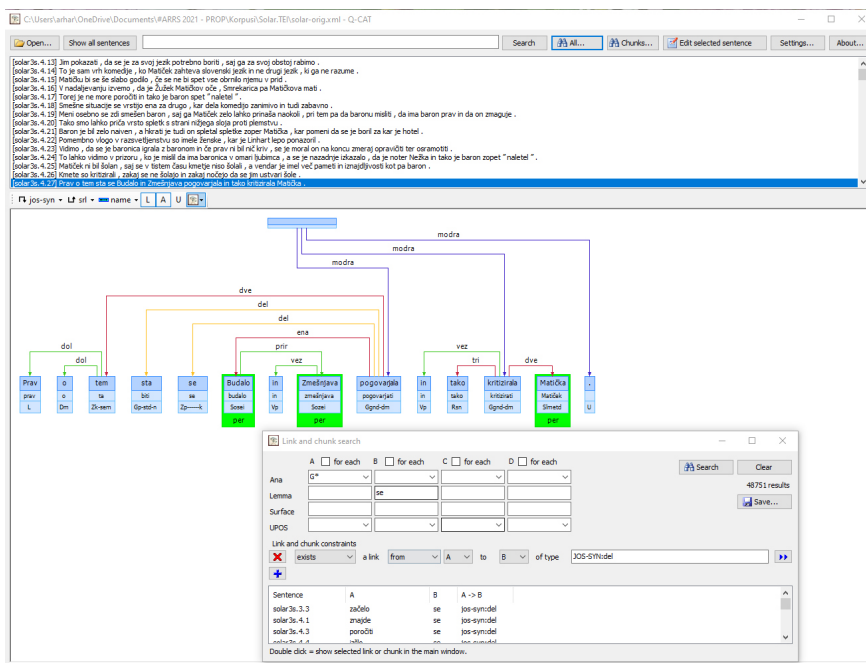 C:\Users\arhar\OneDrive\Documents\#ARRS 2021 - PROP\Korpusi\Solar.TEI\solar-orig.xml - Q-CAT
Open... Show all sentences Search All... Chunks... Edit selected sentence Settings... About...
[solar3s.4.13] Jim pokazati , da se je za svoj jezik potrebno boriti , saj ga za svoj obstoj rabimo .
[solar3s.4.14] To je sam vrh komedije , ko Matiček zahteva slovenski jezik in ne drugi jezik , ki ga ne razume .
[solar3s.4.15] Matičku bi se še slabo godilo , če se ne bi spet vse obrnilo njemu v prid .
[solar3s.4.16] V nadaljevanju izvemo , da je Žužek Matičkov oče , Smrekarica pa Matičkova mati .
[solar3s.4.17] Torej je ne more poročiti in tako je baron spet " naletel " .
[solar3s.4.18] Smešne situacije se vrstijo ena za drugo , kar dela komedijo zanimivo in tudi zabavno .
[solar3s.4.19] Meni osebno se zdi smešen baron , saj ga Matiček zelo lahko prinaša naokoli , pri tem pa da baronu misliti , da ima baron prav in da on zmaguje .
[solar3s.4.20] Tako smo lahko priča vrsto spletk s strani nižjega sloja proti plemstvu .
[solar3s.4.21] Baron je bil zelo naiven , a hkrati je tudi on spletal spletke zoper Matička , kar pomeni da se je boril za kar je hotel .
[solar3s.4.22] Pomembno vlogo v razsvetljenstvu so imele ženske , kar je Linhart lepo ponazoril .
[solar3s.4.23] Vidimo , da se je baronica igrala z baronom in če prav ni bil nič kriv , se je moral on na koncu zmeraj opravičiti ter osramotiti .
[solar3s.4.24] To lahko vidimo v prizoru , ko je mislil da ima baronica v omari ljubimca , a se je nazadnje izkazalo , da je noter Nežka in tako je baron zopet " naletel " .
[solar3s.4.25] Matiček ni bil šolan , saj se v tistem času kmetje niso šolali , a vendar je imel več pameti in iznajdljivosti kot pa baron .
[solar3s.4.26] Knete so kritizirali , zakaj se ne šolajo in zakaj nočejo da se jim ustvari šole .
[solar3s.4.27] Prav o tem sta se Budalo in Zmešnjava pogovarjala in tako kritizirala Matička .
jos-syn srl name L A U
modra
modra
modra
dve
del
del
ena
dol prir vez
dol vez tri dve
Prav o tem sta se Budalo in Zmešnjava pogovarjala in tako kritizirala Matička .
prav o ta biti se budalo in zmešnjava pogovarjati in tako kritizirati Matiček .
L Dm Zk-sem Gp-std-n Zp-----k Sosei Vp Sozei Ggnd-dm Vp Rsn Ggnd-dm Slmetd U
per per per
Link and chunk search
A for each B for each C for each D for each
Search Clear
Ana G*
48751 results
Lemma se
Save...
Surface
UPOS
Link and chunk constraints
exists a link from A to B of type JOS-SYN:del
Sentence A B A -> B
solar3s.3.3 začelo se jos-syn:del
solar3s.4.1 znajde se jos-syn:del
solar3s.4.3 poročiti se jos-syn:del
Double click = show selected link or chunk in the main window.